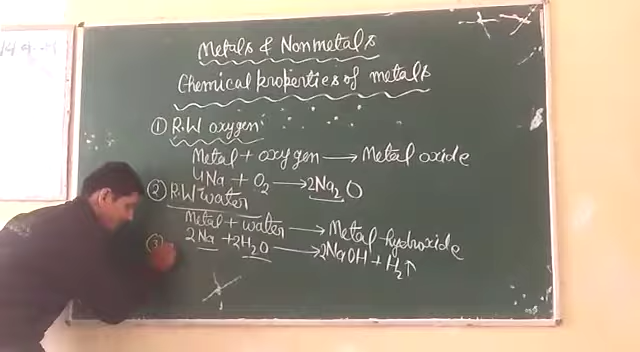 Metals & Nonmetals
Chemical properties of metals
① R.W oxygen
Metal + oxygen → Metal oxide
4Na + O₂ → 2Na₂O
② R.W water
Metal + water → Metal hydroxide
2Na + 2H₂O → 2NaOH + H₂↑
③